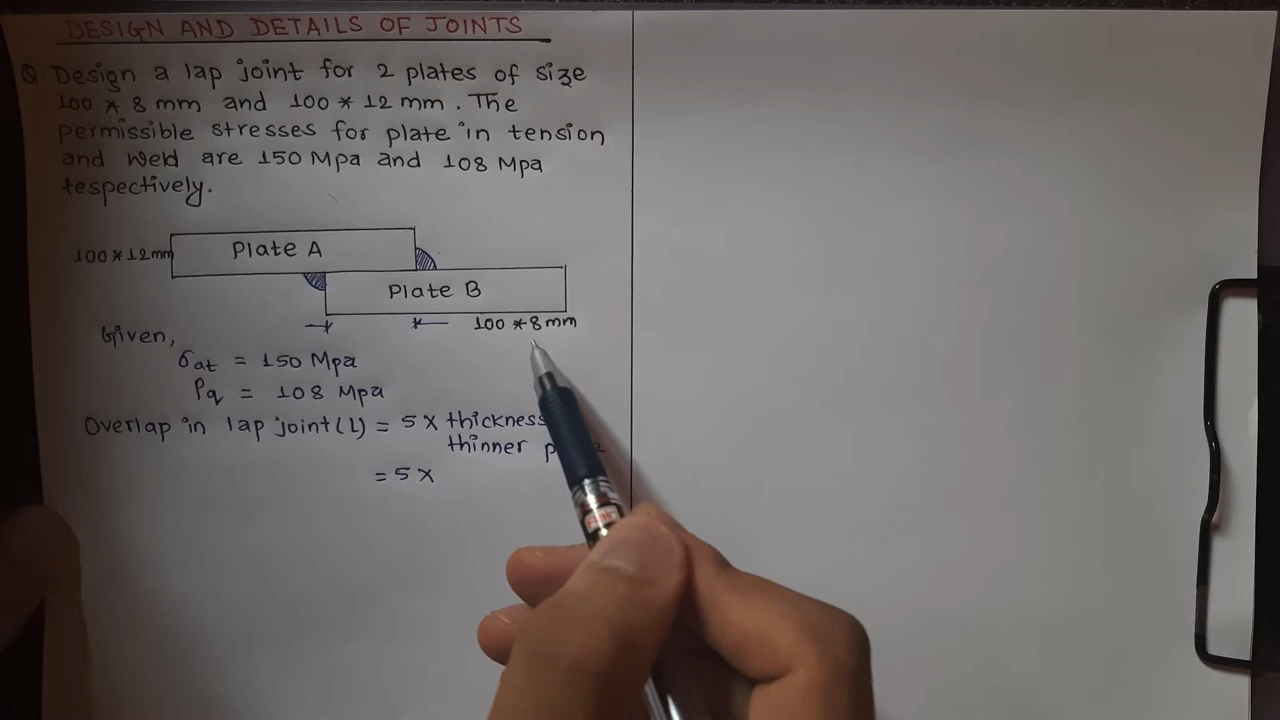 DESIGN AND DETAILS OF JOINTS
Q. Design a lap joint for 2 plates of size
100 * 8 mm and 100 * 12 mm. The
permissible stresses for plate in tension
and weld are 150 Mpa and 108 Mpa
tespectively.
100 * 12 mm
Plate A
Plate B
100 * 8 mm
Given,
σat = 150 Mpa
Pq = 108 Mpa
Overlap in lap joint (l) = 5 X thickness
thinner
= 5 X